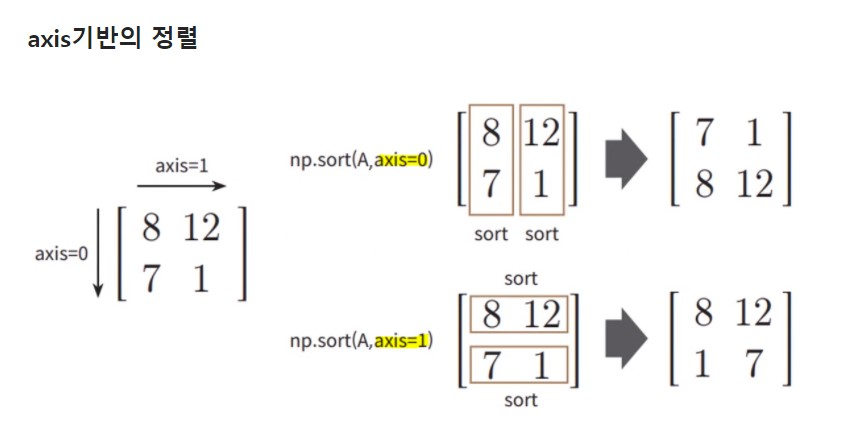 axis기반의 정렬
axis=1
axis=0
8 12
7 1
np.sort(A,axis=0)
8 12
7 1
sort sort
7 1
8 12
np.sort(A,axis=1)
sort
8 12
7 1
sort
8 12
1 7